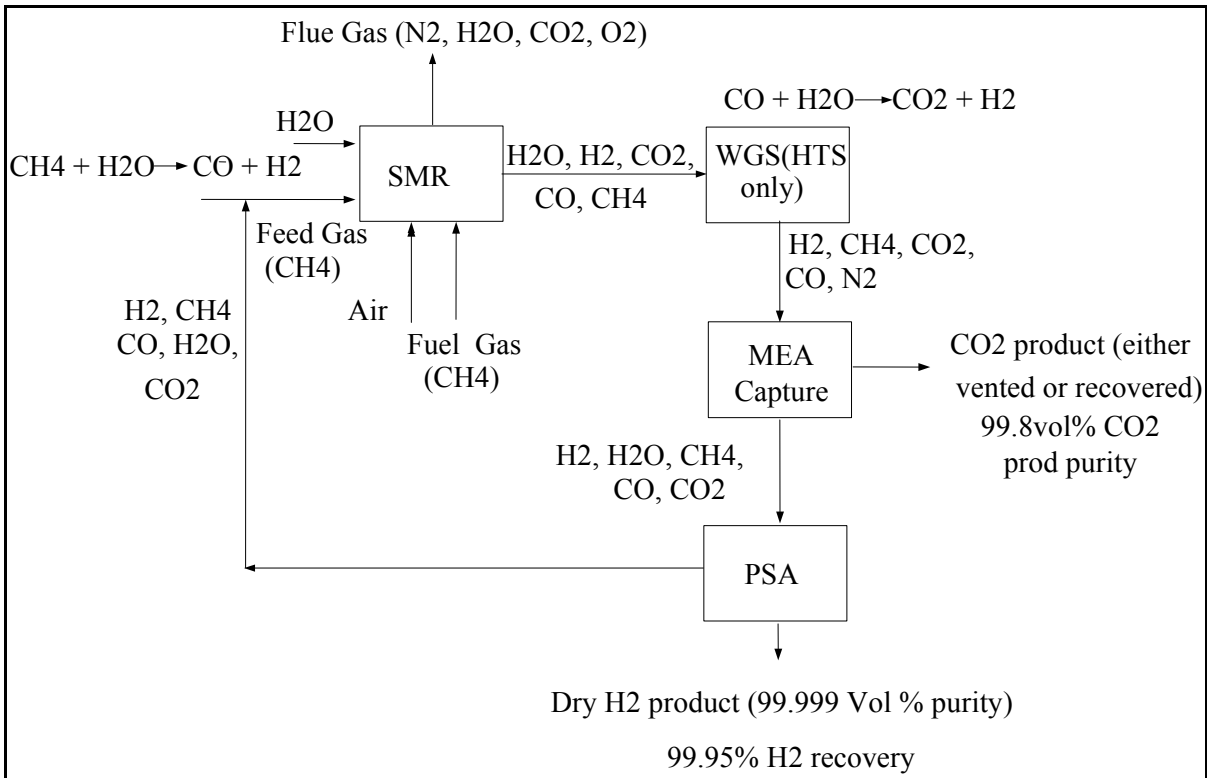 Flue Gas (N2, H2O, CO2, O2)
CO + H2O→CO2 + H2
H2O
CH4 + H2O→CO + H2
SMR
H2O, H2, CO2,
CO, CH4
WGS(HTS
only)
Feed Gas
(CH4)
H2, CH4, CO2,
CO, N2
H2, CH4
CO, H2O,
CO2
Air
Fuel Gas
(CH4)
MEA
Capture
CO2 product (either
vented or recovered)
99.8vol% CO2
prod purity
H2, H2O, CH4,
CO, CO2
PSA
Dry H2 product (99.999 Vol % purity)
99.95% H2 recovery